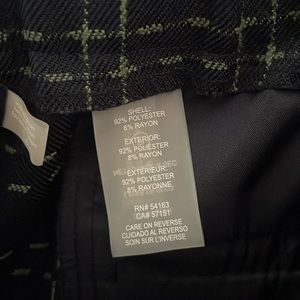 SHELL:
92% POLYESTER
8% RAYON
EXTERIOR:
92% POLIÉSTER
8% RAYON
EXTÉRIEUR:
92% POLYESTER
8% RAYONNE
RN# 54163
CA# 57151
CARE ON REVERSE
CUIDADO AL REVERSO
SOIN SUR L'INVERSE